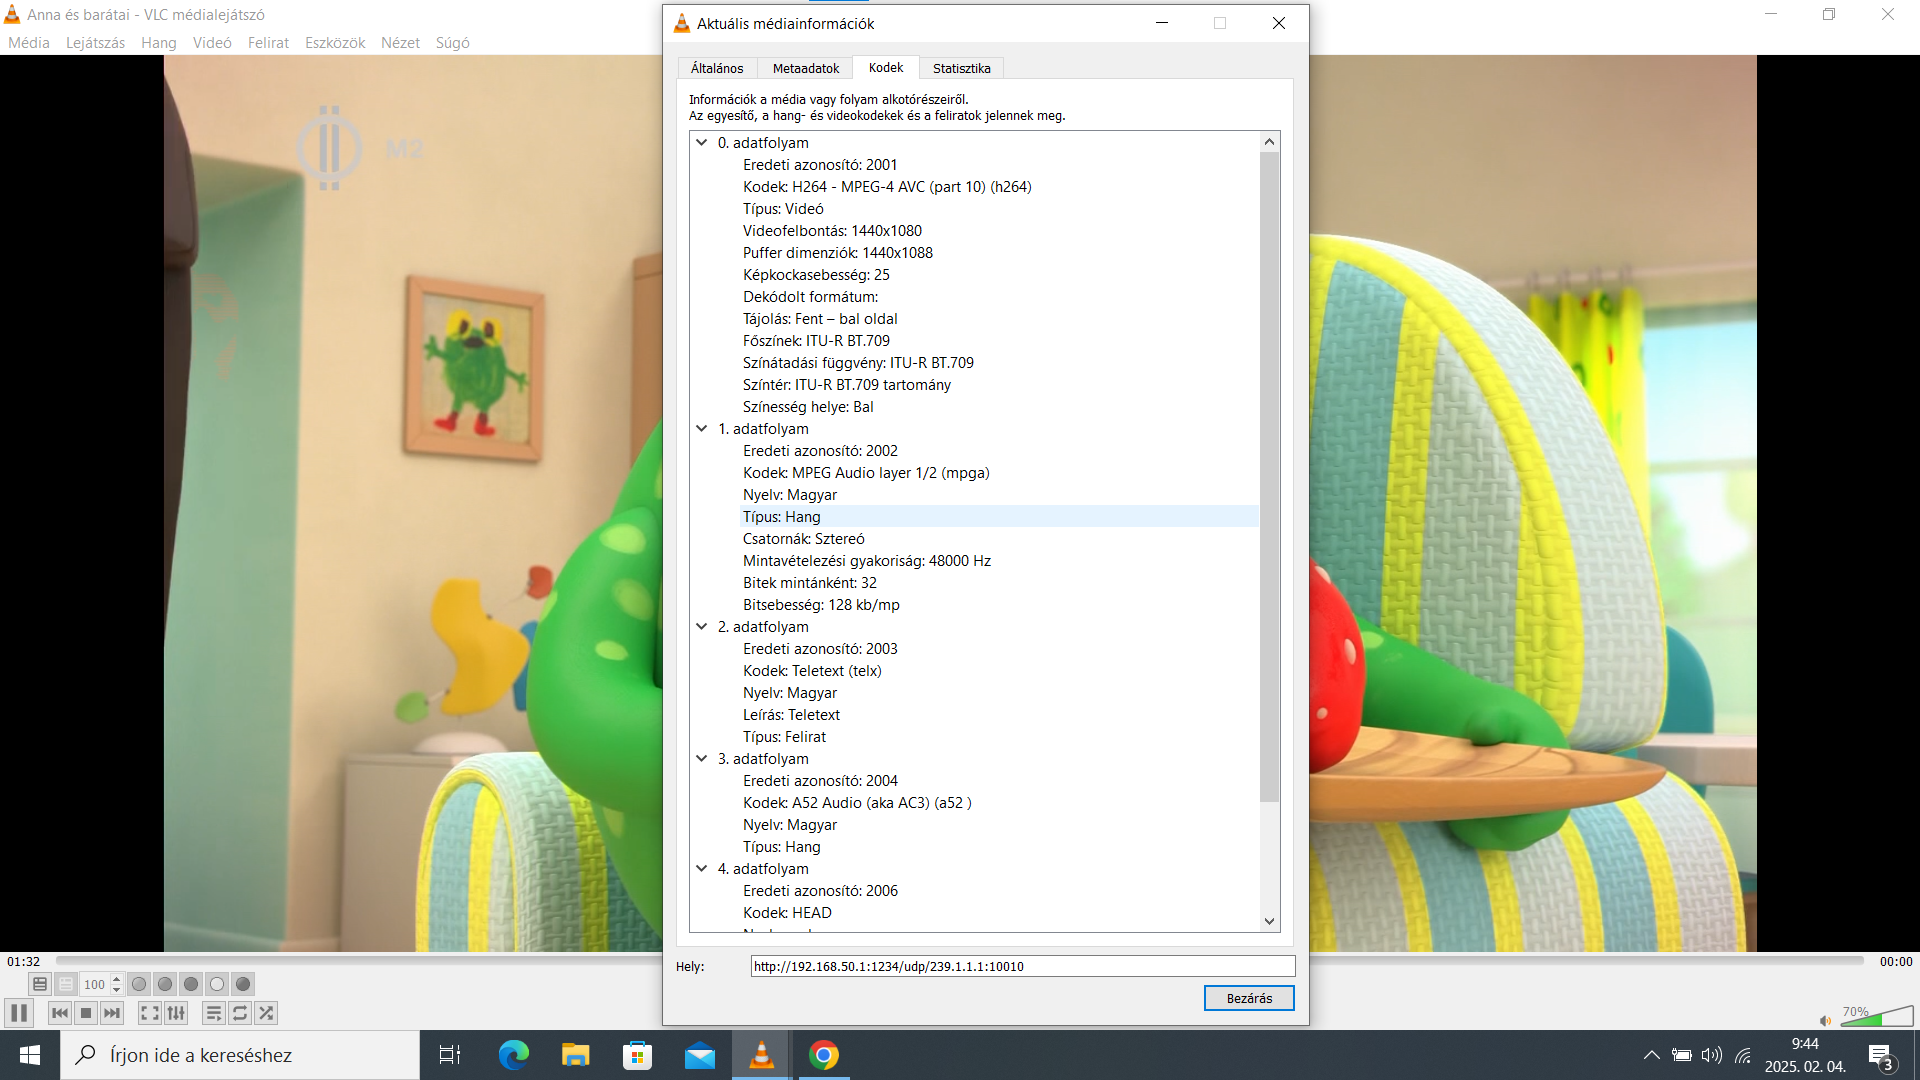 Anna és barátai - VLC médialejátszó
Média Lejátszás Hang Videó Felirat Eszközök Nézet Súgó
M2
Aktuális médiainformációk
Általános Metaadatok Kodek Statisztika
Információk a média vagy folyam alkotórészeiről.
Az egyesítő, a hang- és videokodekek és a feliratok jelennek meg.
0. adatfolyam
Eredeti azonosító: 2001
Kodek: H264 - MPEG-4 AVC (part 10) (h264)
Típus: Videó
Videofelbontás: 1440x1080
Puffer dimenziók: 1440x1088
Képkockasebesség: 25
Dekódolt formátum:
Tájolás: Fent – bal oldal
Főszínek: ITU-R BT.709
Színátadási függvény: ITU-R BT.709
Színtér: ITU-R BT.709 tartomány
Színesség helye: Bal
1. adatfolyam
Eredeti azonosító: 2002
Kodek: MPEG Audio layer 1/2 (mpga)
Nyelv: Magyar
Típus: Hang
Csatornák: Sztereó
Mintavételezési gyakoriság: 48000 Hz
Bitek mintánként: 32
Bitsebesség: 128 kb/mp
2. adatfolyam
Eredeti azonosító: 2003
Kodek: Teletext (telx)
Nyelv: Magyar
Leírás: Teletext
Típus: Felirat
3. adatfolyam
Eredeti azonosító: 2004
Kodek: A52 Audio (aka AC3) (a52 )
Nyelv: Magyar
Típus: Hang
4. adatfolyam
Eredeti azonosító: 2006
Kodek: HEAD
Hely: http://192.168.50.1:1234/udp/239.1.1.1:10010
Bezárás
01:32
00:00
100
70%
Írjon ide a kereséshez
9:44
2025. 02. 04.
3